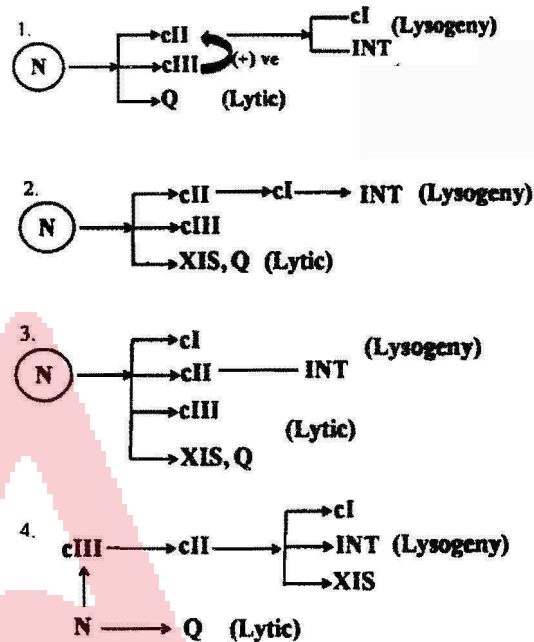 1.
cII
cI (Lysogeny)
INT
N
cIII (+) ve
Q (Lytic)
2.
N
cII cI INT (Lysogeny)
cIII
XIS, Q (Lytic)
3.
N
cI
(Lysogeny)
cII INT
cIII
(Lytic)
XIS, Q
4.
cI
cIII cII INT (Lysogeny)
XIS
N Q (Lytic)